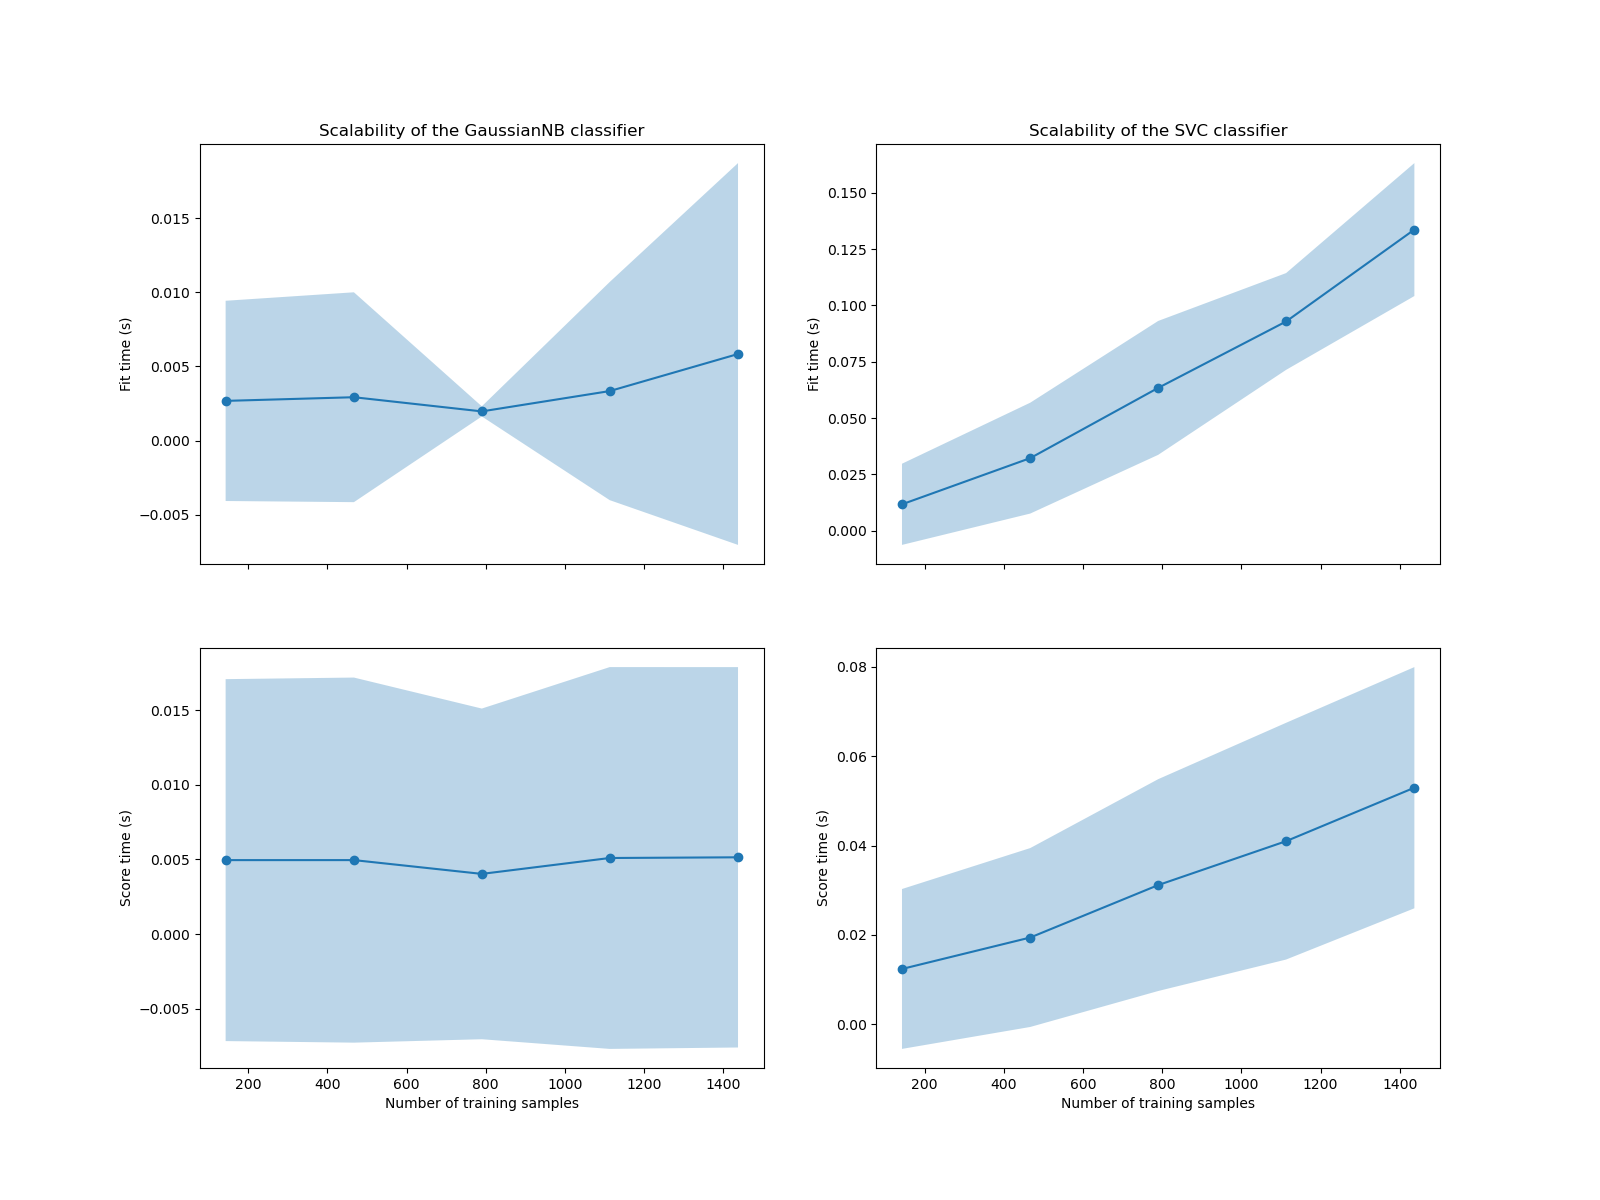 Scalability of the GaussianNB classifier
Fit time (s)
0.015
0.010
0.005
0.000
−0.005
Scalability of the SVC classifier
Fit time (s)
0.150
0.125
0.100
0.075
0.050
0.025
0.000
Score time (s)
0.015
0.010
0.005
0.000
−0.005
200 400 600 800 1000 1200 1400
Number of training samples
Score time (s)
0.08
0.06
0.04
0.02
0.00
200 400 600 800 1000 1200 1400
Number of training samples